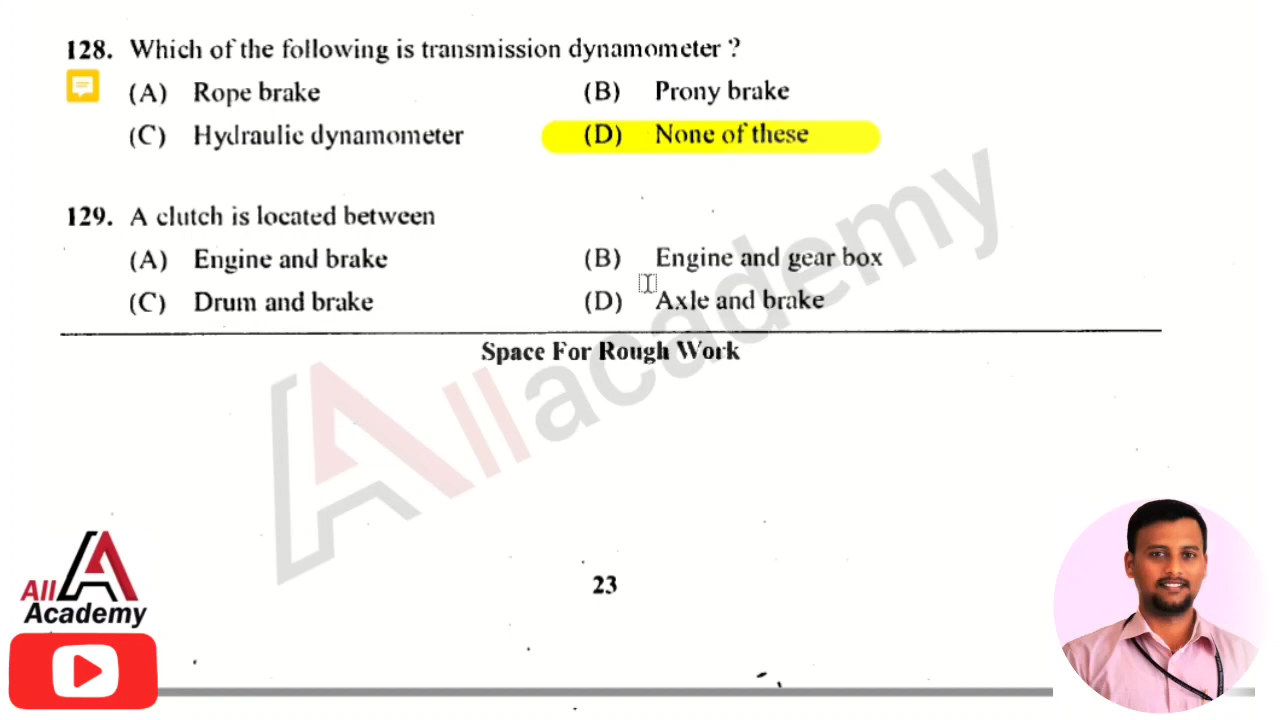 128. Which of the following is transmission dynamometer ?
(A) Rope brake (B) Prony brake
(C) Hydraulic dynamometer (D) None of these
129. A clutch is located between
(A) Engine and brake (B) Engine and gear box
(C) Drum and brake (D) Axle and brake
Space For Rough Work
Allacademy
23
All
Academy